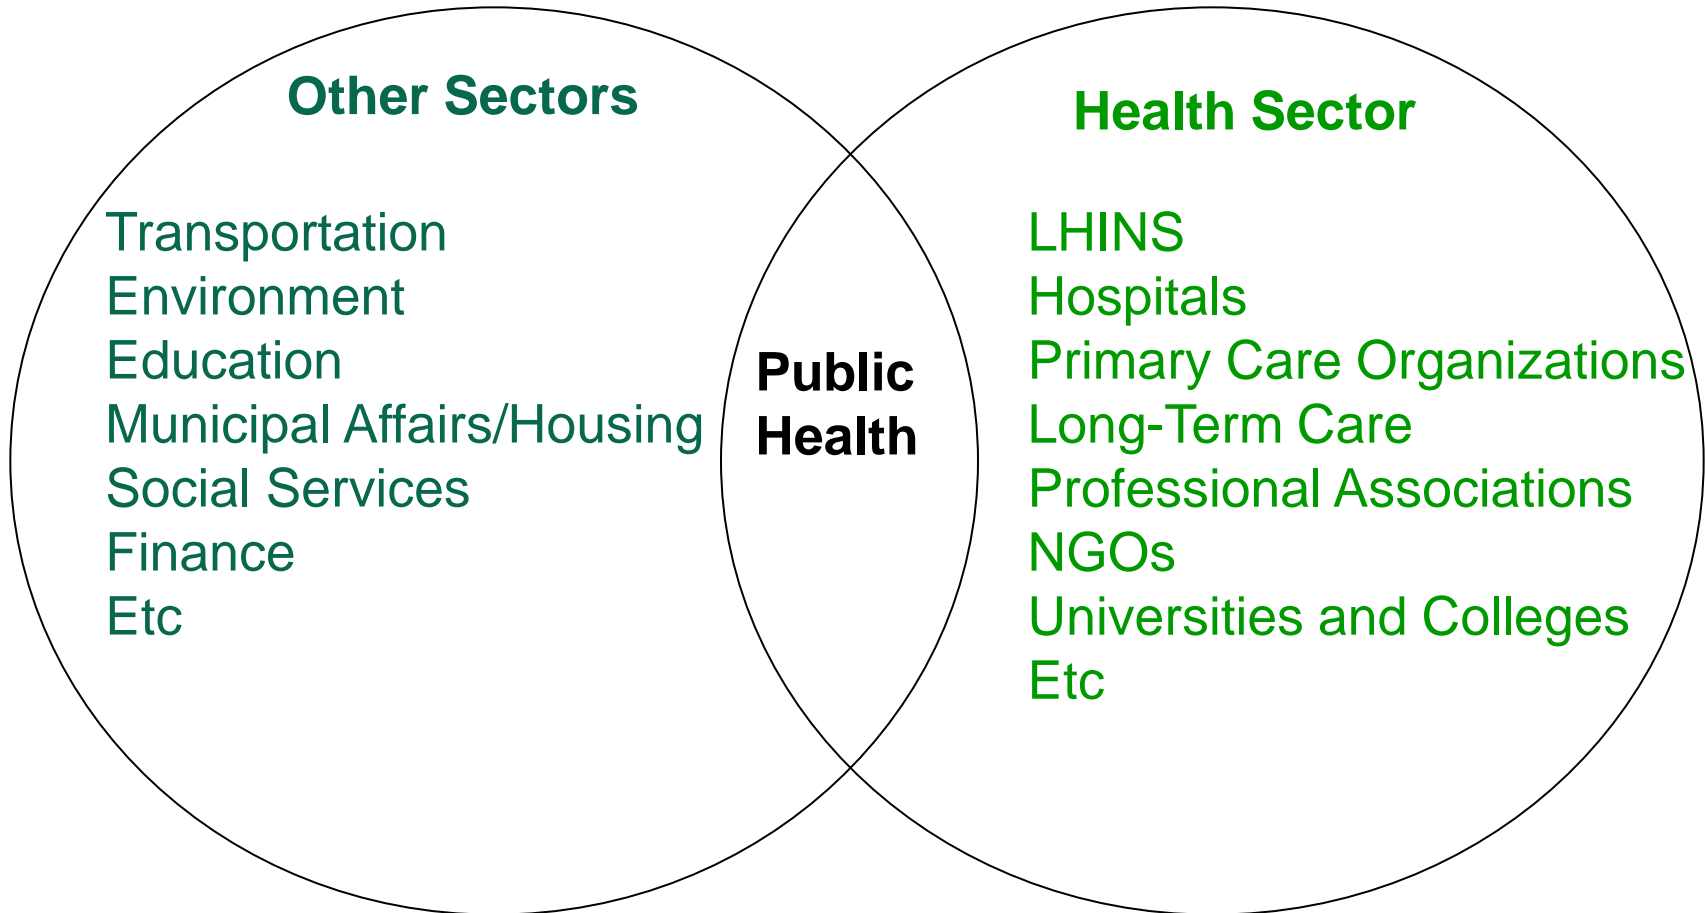 Other Sectors
Transportation
Environment
Education
Municipal Affairs/Housing
Social Services
Finance
Etc
Public
Health
Health Sector
LHINS
Hospitals
Primary Care Organizations
Long-Term Care
Professional Associations
NGOs
Universities and Colleges
Etc